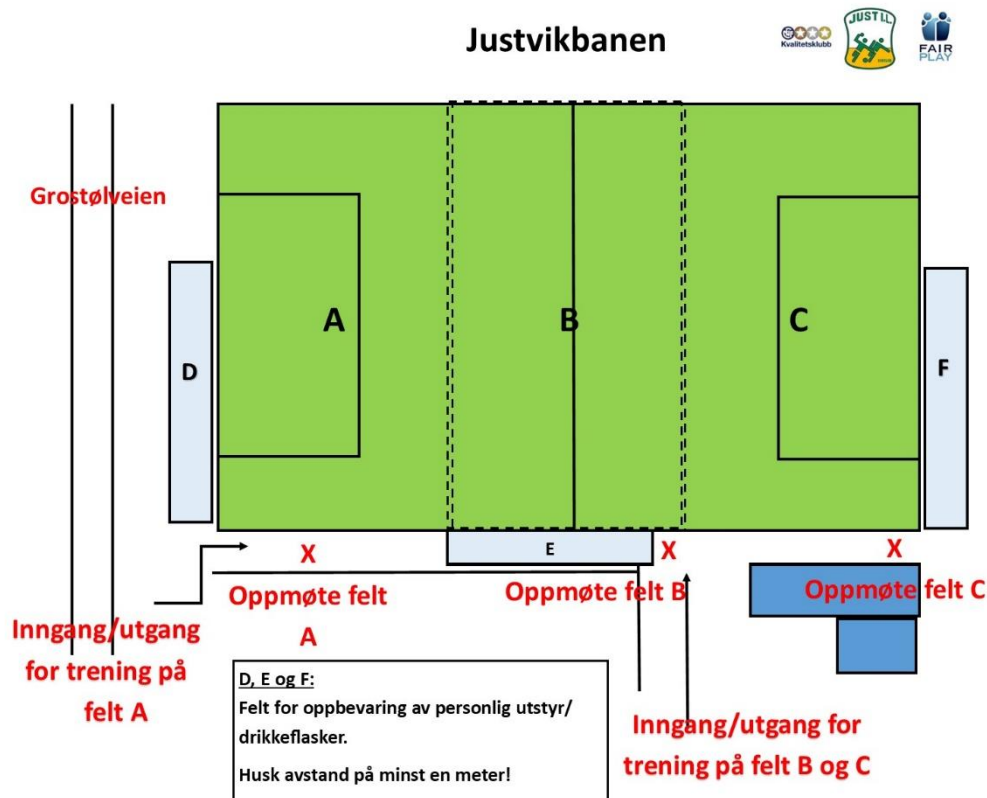 Justvikbanen
Kvalitetsklubb
JUST I.L.
FAIR
PLAY
Grostølveien
A
B
C
D
F
E
X
X
X
Oppmøte felt
A
Oppmøte felt B
Oppmøte felt C
Inngang/utgang
for trening på
felt A
D, E og F:
Felt for oppbevaring av personlig utstyr/
drikkeflasker.
Husk avstand på minst en meter!
Inngang/utgang for
trening på felt B og C